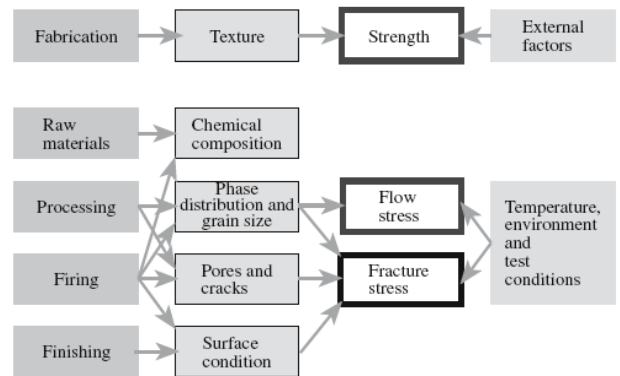 Fabrication
Texture
Strength
External
factors
Raw
materials
Chemical
composition
Processing
Phase
distribution and
grain size
Flow
stress
Temperature,
environment
and
test
conditions
Firing
Pores and
cracks
Fracture
stress
Finishing
Surface
condition